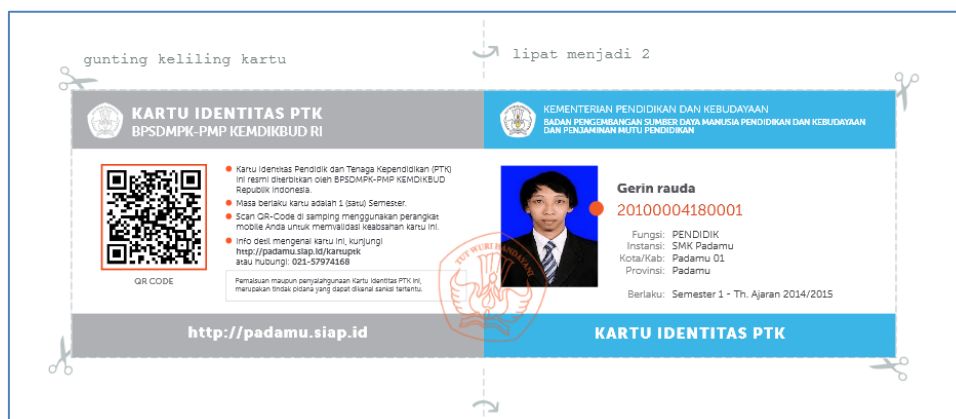 gunting keliling kartu
lipat menjadi 2
KARTU IDENTITAS PTK
BPSDMPK-PMP KEMDIKBUD RI
Kartu Identitas Pendidik dan Tenaga Kependidikan (PTK)
ini resmi diterbitkan oleh BPSDMPK-PMP KEMDIKBUD
Republik Indonesia.
Masa berlaku kartu adalah 1 (satu) Semester.
Scan QR-Code di samping menggunakan perangkat
mobile Anda untuk memvalidasi keabsahan kartu ini.
Info detil mengenai kartu ini, kunjungi
http://padamu.siap.id/kartuptk
atau hubungi: 021-57974168
QR CODE
Pemalsuan maupun penyalahgunaan Kartu Identitas PTK ini,
merupakan tindak pidana yang dapat dikenai sanksi tertentu.
http://padamu.siap.id
KEMENTERIAN PENDIDIKAN DAN KEBUDAYAAN
BADAN PENGEMBANGAN SUMBER DAYA MANUSIA PENDIDIKAN DAN KEBUDAYAAN
DAN PENJAMINAN MUTU PENDIDIKAN
Gerin rauda
20100004180001
Fungsi: PENDIDIK
Instansi: SMK Padamu
Kota/Kab: Padamu 01
Provinsi: Padamu
Berlaku: Semester 1 - Th. Ajaran 2014/2015
TUT WURI HANDAYANI
KARTU IDENTITAS PTK